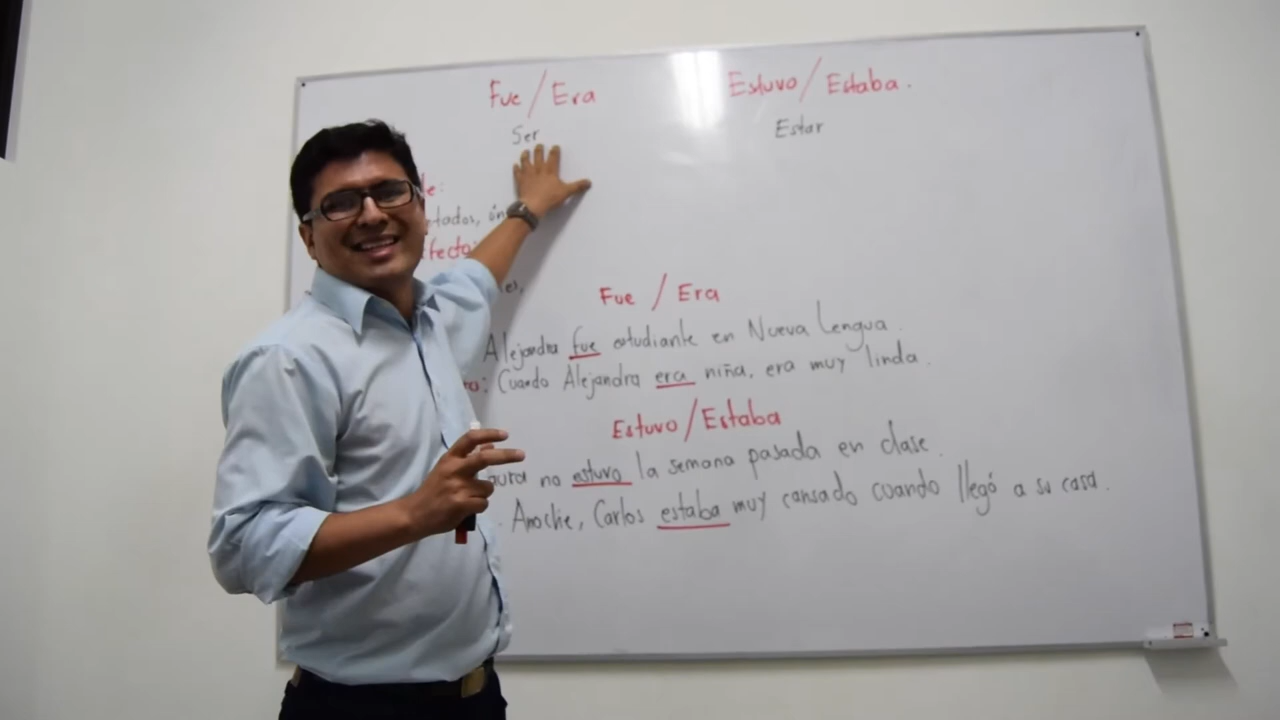 Fue / Era
Estuvo / Estaba.
Ser
Estar
Fue / Era
Alejandra fue estudiante en Nueva Lengua.
Cuando Alejandra era niña, era muy linda.
Estuvo / Estaba
no estuvo la semana pasada en clase.
Anoche, Carlos estaba muy cansado cuando llegó a su casa.